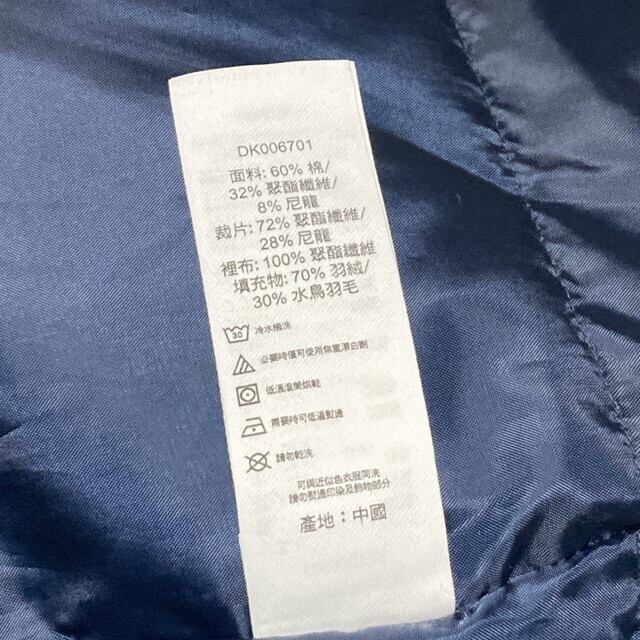 DK006701
面料: 60% 棉/
32% 聚酯纖維/
8% 尼龍
裁片: 72% 聚酯纖維/
28% 尼龍
裡布: 100% 聚酯纖維
填充物: 70% 羽絨/
30% 水鳥羽毛
30 冷水機洗
必要時僅可使用無氯漂白劑
低溫滾筒烘乾
需要時可低溫熨燙
請勿乾洗
可與近似色衣服同洗
請勿熨燙印染及飾物部分
產地：中國